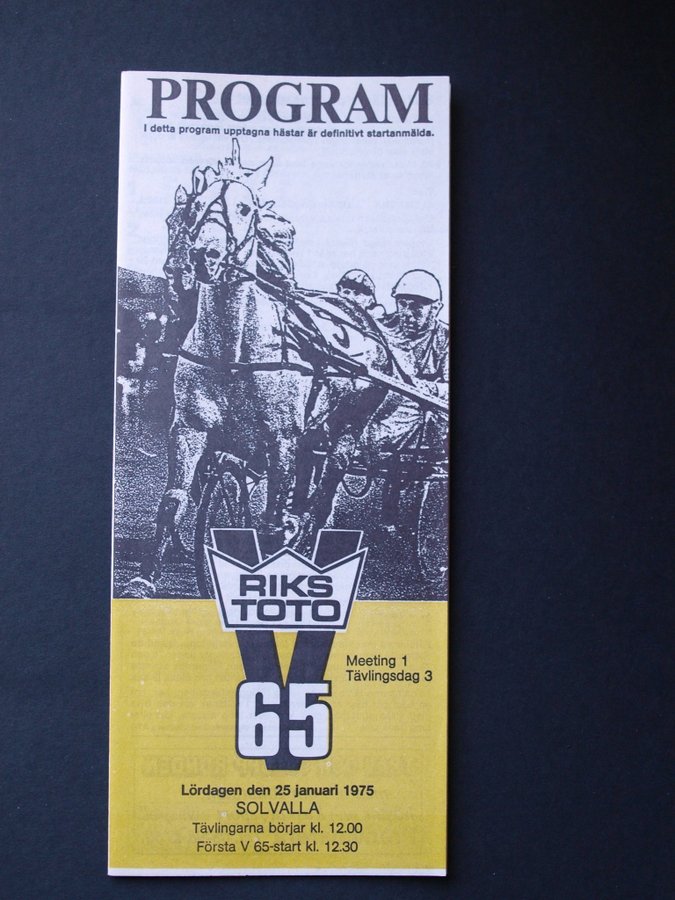 PROGRAM
I detta program upptagna hästar är definitivt startanmälda.
5
RIKS
TOTO
V
65
Meeting 1
Tävlingsdag 3
Lördagen den 25 januari 1975
SOLVALLA
Tävlingarna börjar kl. 12.00
Första V 65-start kl. 12.30